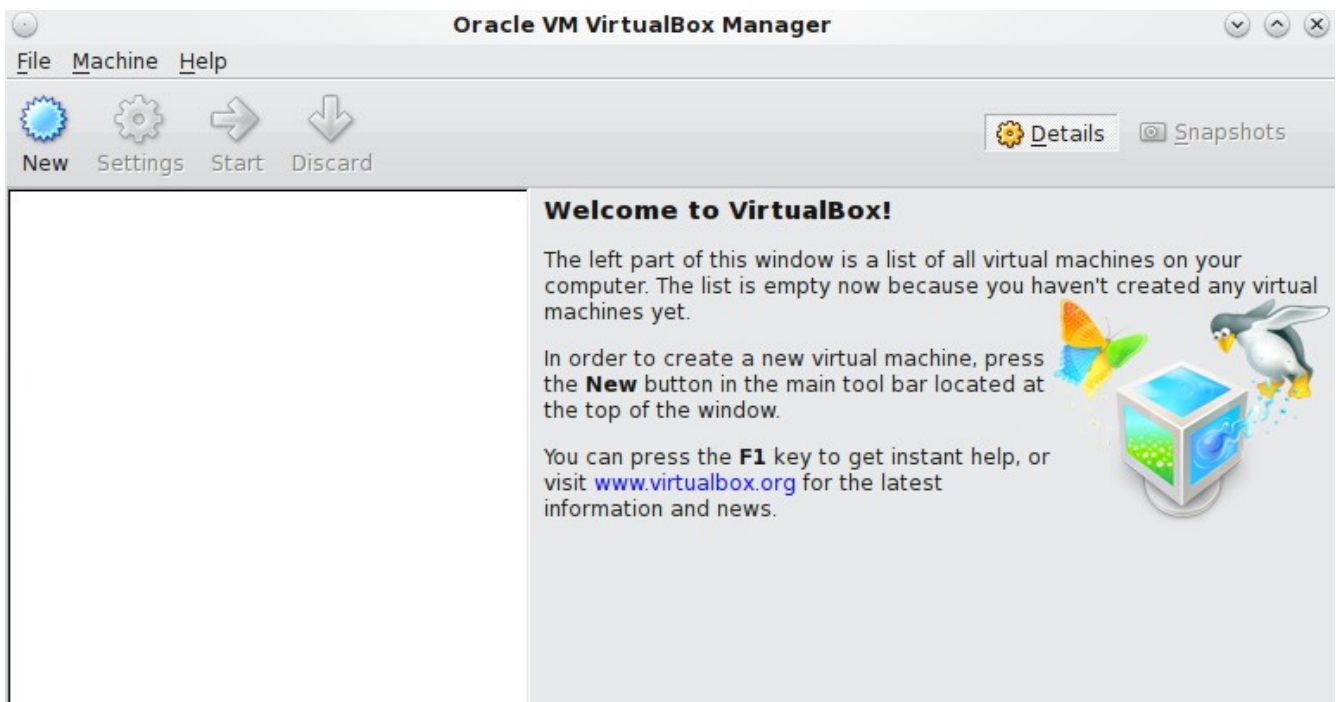 Oracle VM VirtualBox Manager
File Machine Help
New Settings Start Discard
Details Snapshots
Welcome to VirtualBox!
The left part of this window is a list of all virtual machines on your
computer. The list is empty now because you haven't created any virtual
machines yet.
In order to create a new virtual machine, press
the New button in the main tool bar located at
the top of the window.
You can press the F1 key to get instant help, or
visit www.virtualbox.org for the latest
information and news.